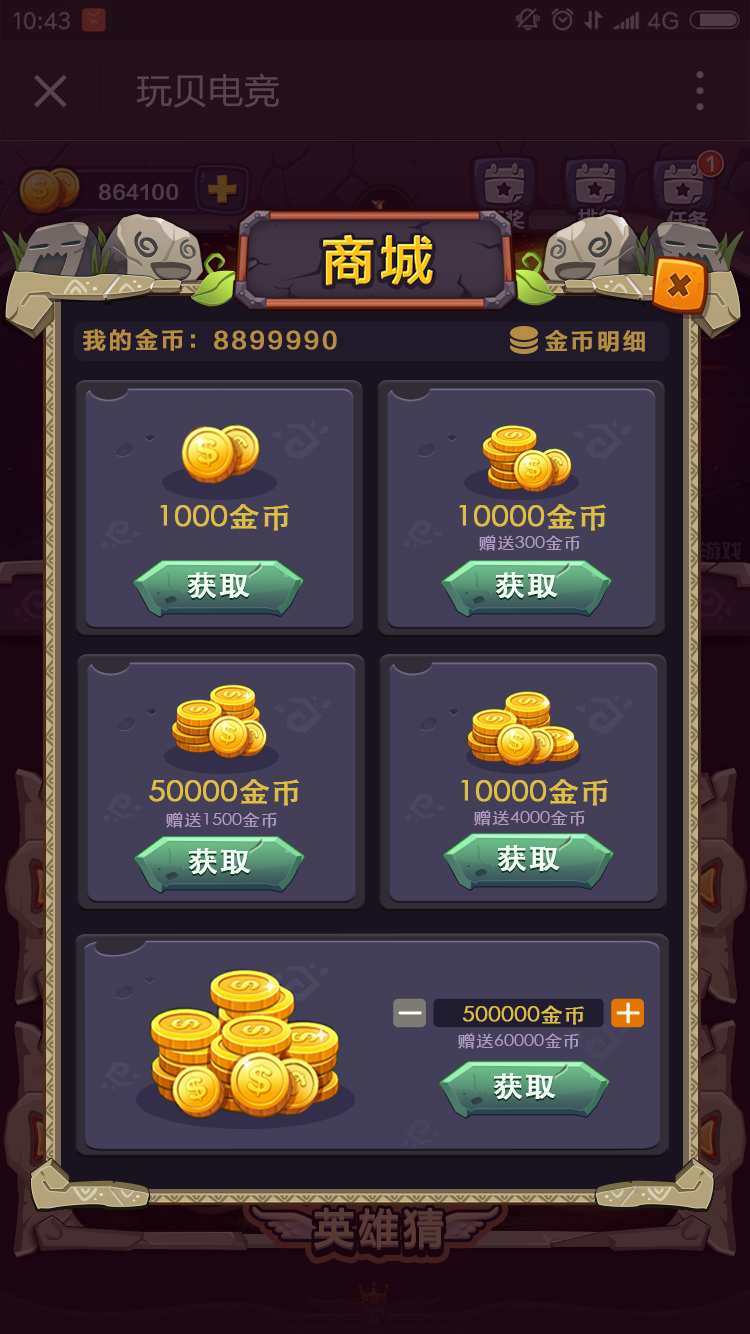 10:43 4G
玩贝电竞
864100
1
任务
商城
我的金币：8899990 金币明细
1000金币
获取
10000金币
赠送300金币
获取
游戏
50000金币
赠送1500金币
获取
10000金币
赠送4000金币
获取
500000金币
赠送60000金币
获取
英雄猜